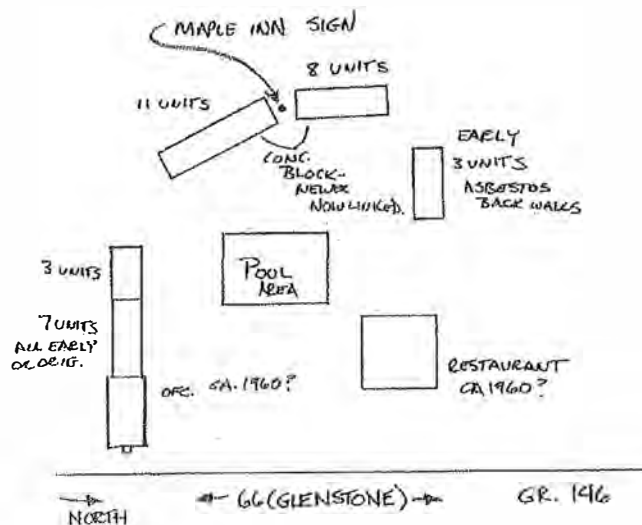 MAPLE INN SIGN
8 UNITS
11 UNITS
CONC.
BLOCK-
NEWER
NOW LINKED.
EARLY
3 UNITS
ASBESTOS
BACK WALLS
3 UNITS
7 UNITS
ALL EARLY
OR ORIG.
POOL
AREA
OFC. CA. 1960?
RESTAURANT
CA 1960?
NORTH
66 (GLENSTONE)
GR. 146